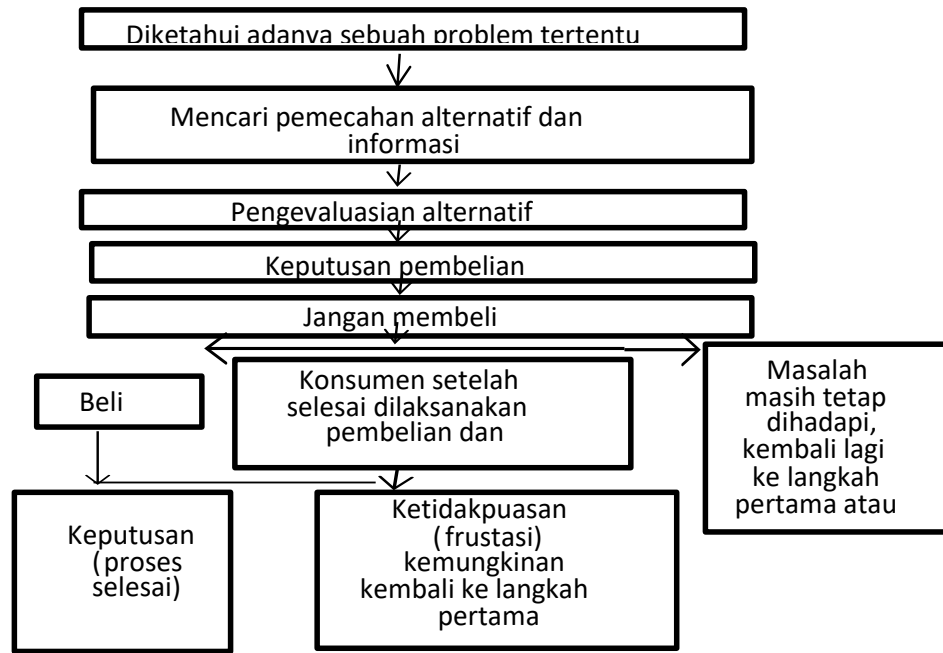 Diketahui adanya sebuah problem tertentu
Mencari pemecahan alternatif dan
informasi
Pengevaluasian alternatif
Keputusan pembelian
Jangan membeli
Beli
Konsumen setelah
selesai dilaksanakan
pembelian dan
Masalah
masih tetap
dihadapi,
kembali lagi
ke langkah
pertama atau
Keputusan
(proses
selesai)
Ketidakpuasan
(frustasi)
kemungkinan
kembali ke langkah
pertama